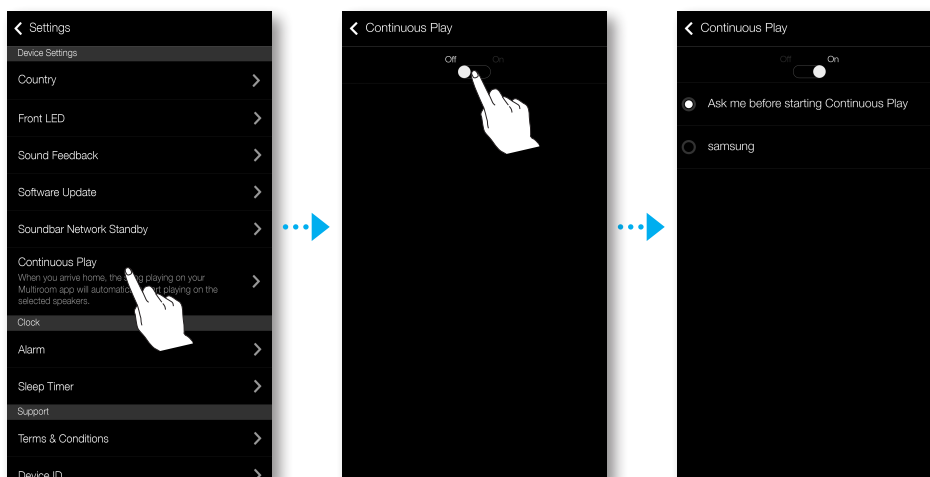 Settings
Device Settings
Country
Front LED
Sound Feedback
Software Update
Soundbar Network Standby
Continuous Play
When you arrive home, the playing on your
Multiroom app will playing on the
selected speakers.
Clock
Alarm
Sleep Timer
Support
Terms & Conditions
Device ID
Continuous Play
Off On
Continuous Play
Off On
Ask me before starting Continuous Play
samsung